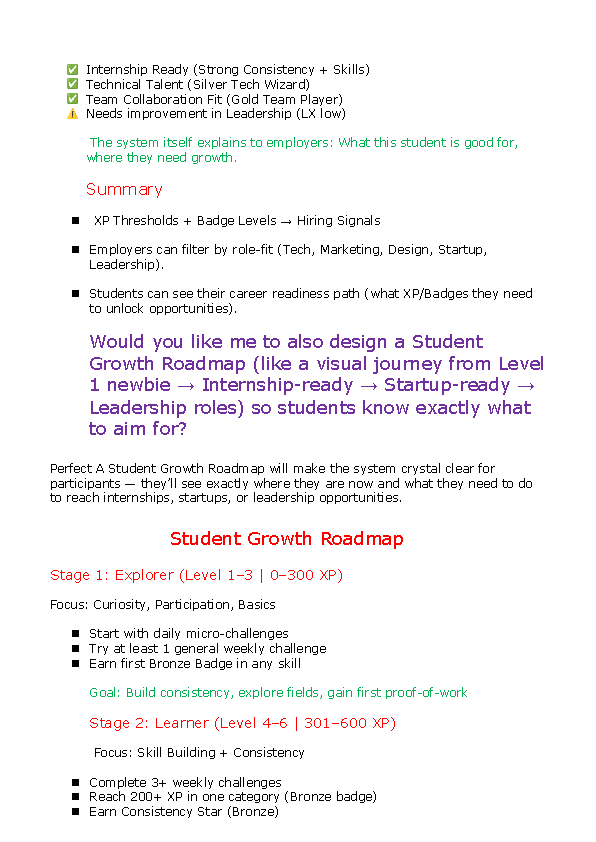 ✅ Internship Ready (Strong Consistency + Skills)
✅ Technical Talent (Silver Tech Wizard)
✅ Team Collaboration Fit (Gold Team Player)
⚠️ Needs improvement in Leadership (LX low)
The system itself explains to employers: What this student is good for,
where they need growth.
Summary
■ XP Thresholds + Badge Levels → Hiring Signals
■ Employers can filter by role-fit (Tech, Marketing, Design, Startup,
Leadership).
■ Students can see their career readiness path (what XP/Badges they need
to unlock opportunities).
Would you like me to also design a Student
Growth Roadmap (like a visual journey from Level
1 newbie → Internship-ready → Startup-ready →
Leadership roles) so students know exactly what
to aim for?
Perfect A Student Growth Roadmap will make the system crystal clear for
participants — they’ll see exactly where they are now and what they need to do
to reach internships, startups, or leadership opportunities.
Student Growth Roadmap
Stage 1: Explorer (Level 1–3 | 0–300 XP)
Focus: Curiosity, Participation, Basics
■ Start with daily micro-challenges
■ Try at least 1 general weekly challenge
■ Earn first Bronze Badge in any skill
Goal: Build consistency, explore fields, gain first proof-of-work
Stage 2: Learner (Level 4–6 | 301–600 XP)
Focus: Skill Building + Consistency
■ Complete 3+ weekly challenges
■ Reach 200+ XP in one category (Bronze badge)
■ Earn Consistency Star (Bronze)